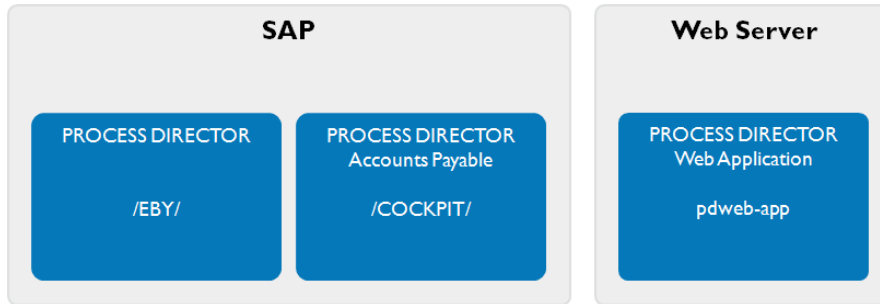 SAP
PROCESS DIRECTOR
/EBY/
PROCESS DIRECTOR
Accounts Payable
/COCKPIT/
Web Server
PROCESS DIRECTOR
Web Application
pdweb-app